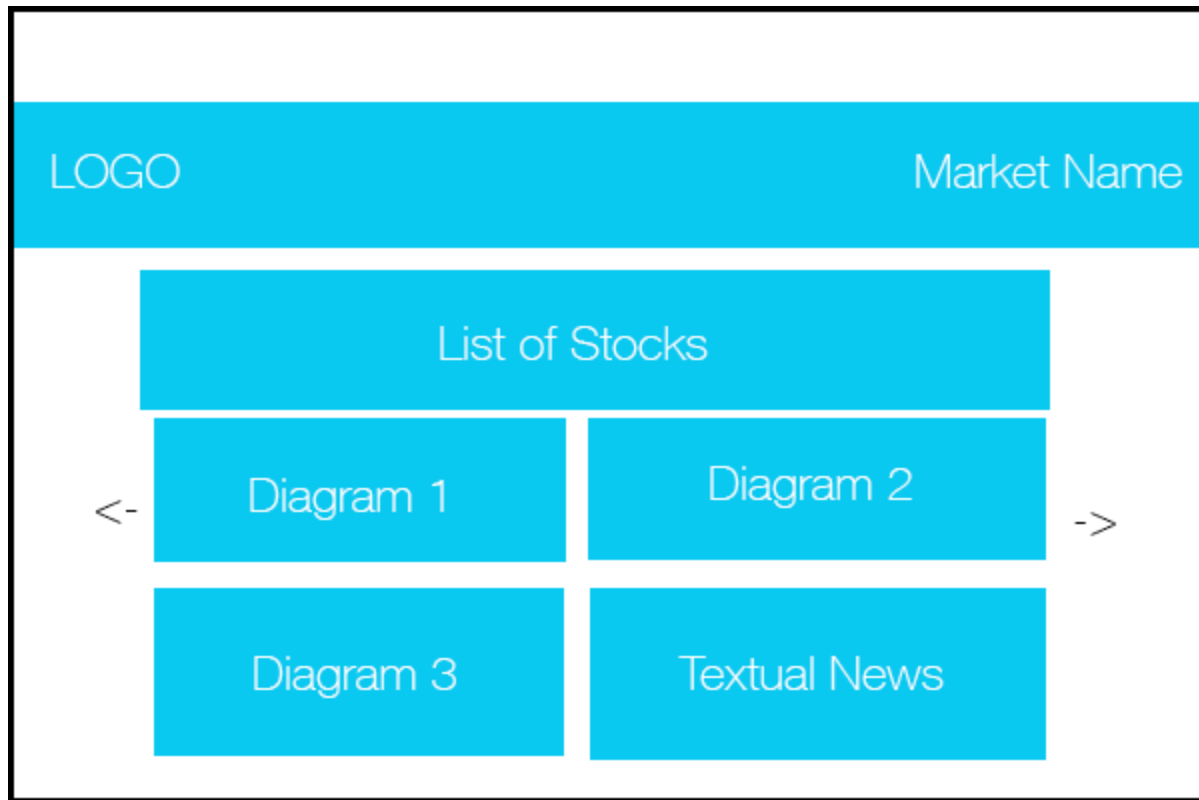 LOGO
Market Name
List of Stocks
Diagram 1
Diagram 2
<-
->
Diagram 3
Textual News